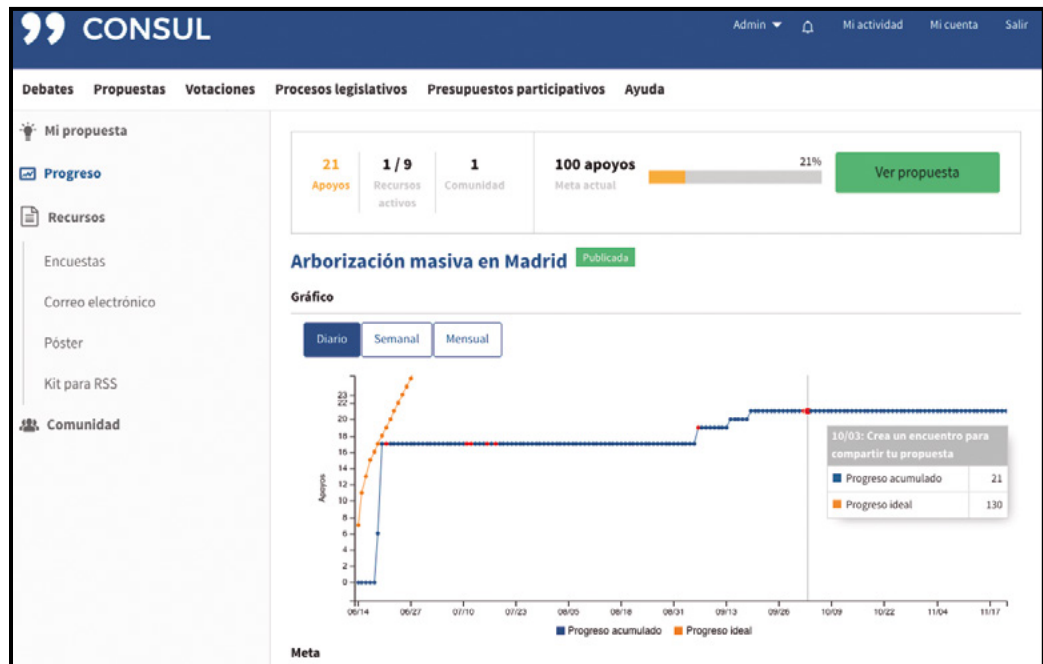 CONSUL
Admin Mi actividad Mi cuenta Salir
Debates Propuestas Votaciones Procesos legislativos Presupuestos participativos Ayuda
Mi propuesta
Progreso
Recursos
Encuestas
Correo electrónico
Póster
Kit para RSS
Comunidad
21
Apoyos
1 / 9
Recursos
activos
1
Comunidad
100 apoyos
Meta actual
21%
Ver propuesta
Arborización masiva en Madrid Publicada
Gráfico
Diario Semanal Mensual
Apoyos
23
22
20
18
16
14
12
10
8
6
4
2
0
06/14 06/27 07/10 07/23 08/05 08/18 08/31 09/13 09/26 10/09 10/22 11/04 11/17
10/03: Crea un encuentro para
compartir tu propuesta
Progreso acumulado 21
Progreso ideal 130
Progreso acumulado Progreso ideal
Meta